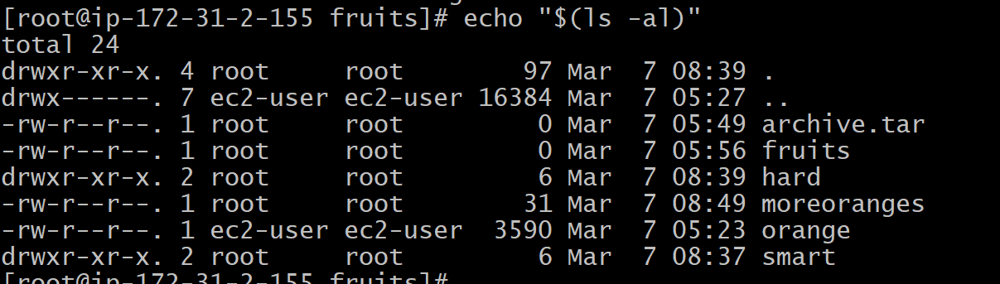 [root@ip-172-31-2-155 fruits]# echo "$(ls -al)"
total 24
drwxr-xr-x. 4 root     root        97 Mar  7 08:39 .
drwx------. 7 ec2-user ec2-user 16384 Mar  7 05:27 ..
-rw-r--r--. 1 root     root         0 Mar  7 05:49 archive.tar
-rw-r--r--. 1 root     root         0 Mar  7 05:56 fruits
drwxr-xr-x. 2 root     root         6 Mar  7 08:39 hard
-rw-r--r--. 1 root     root        31 Mar  7 08:49 moreoranges
-rw-r--r--. 1 ec2-user ec2-user  3590 Mar  7 05:23 orange
drwxr-xr-x. 2 root     root         6 Mar  7 08:37 smart
[root@ip-172-31-2-155 fruits]#